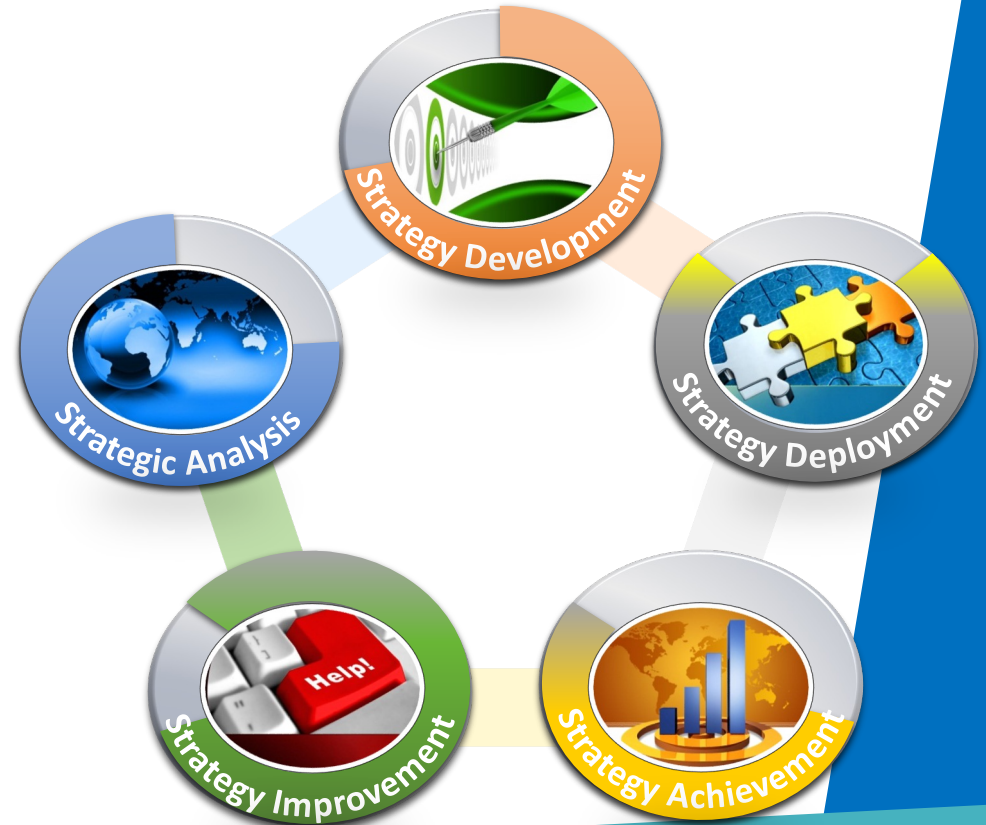 Strategy Development
Strategic Analysis
Strategy Deployment
Help!
Strategy Improvement
Strategy Achievement